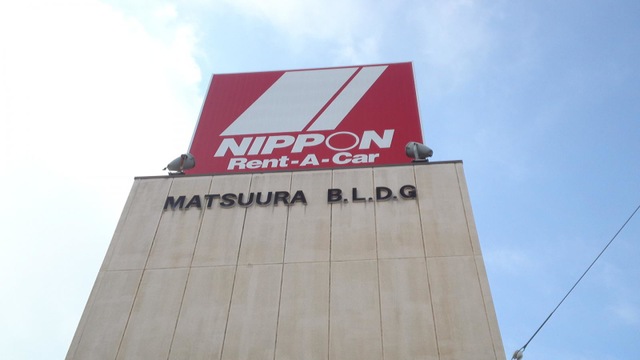 NIPPON
Rent-A-Car
MATSUURA B.L.D.G